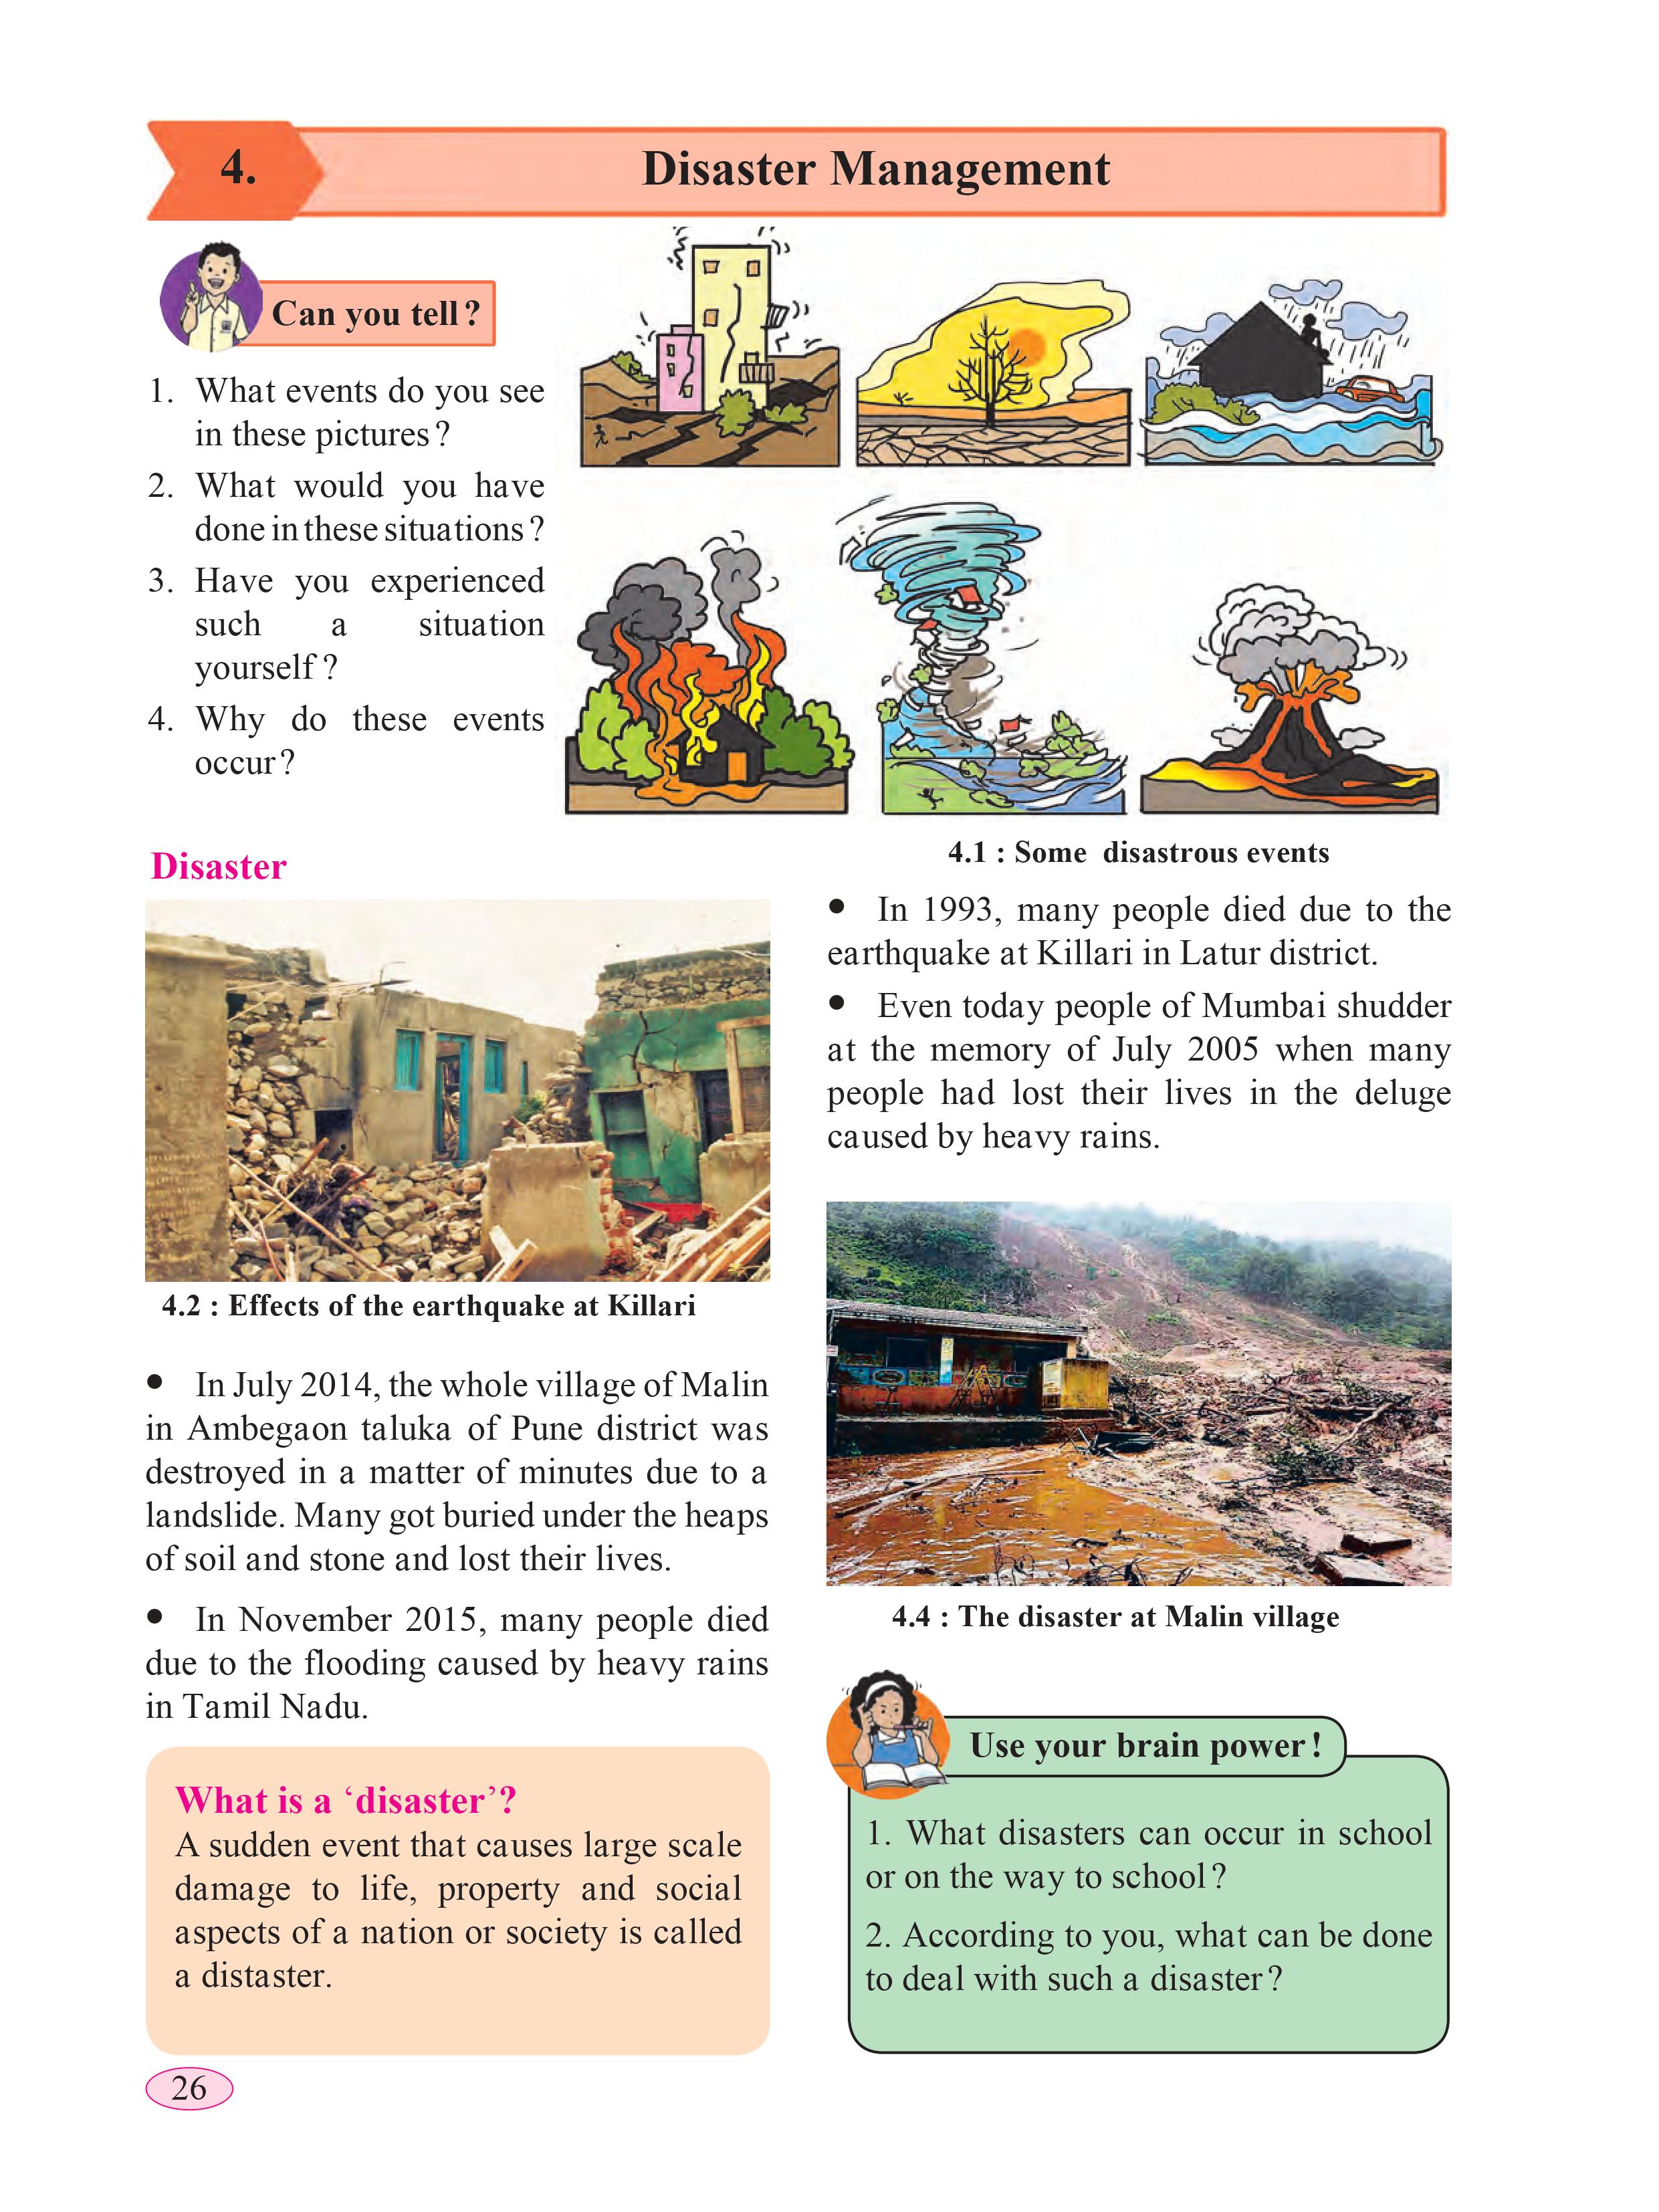 4.
Disaster Management
Can you tell ?
1. What events do you see
in these pictures ?
2. What would you have
done in these situations ?
3. Have you experienced
such a situation
yourself ?
4. Why do these events
occur ?
4.1 : Some disastrous events
Disaster
4.2 : Effects of the earthquake at Killari
• In 1993, many people died due to the
earthquake at Killari in Latur district.
• Even today people of Mumbai shudder
at the memory of July 2005 when many
people had lost their lives in the deluge
caused by heavy rains.
• In July 2014, the whole village of Malin
in Ambegaon taluka of Pune district was
destroyed in a matter of minutes due to a
landslide. Many got buried under the heaps
of soil and stone and lost their lives.
• In November 2015, many people died
due to the flooding caused by heavy rains
in Tamil Nadu.
4.4 : The disaster at Malin village
What is a ‘disaster’?
A sudden event that causes large scale
damage to life, property and social
aspects of a nation or society is called
a distaster.
Use your brain power !
1. What disasters can occur in school
or on the way to school ?
2. According to you, what can be done
to deal with such a disaster ?
26